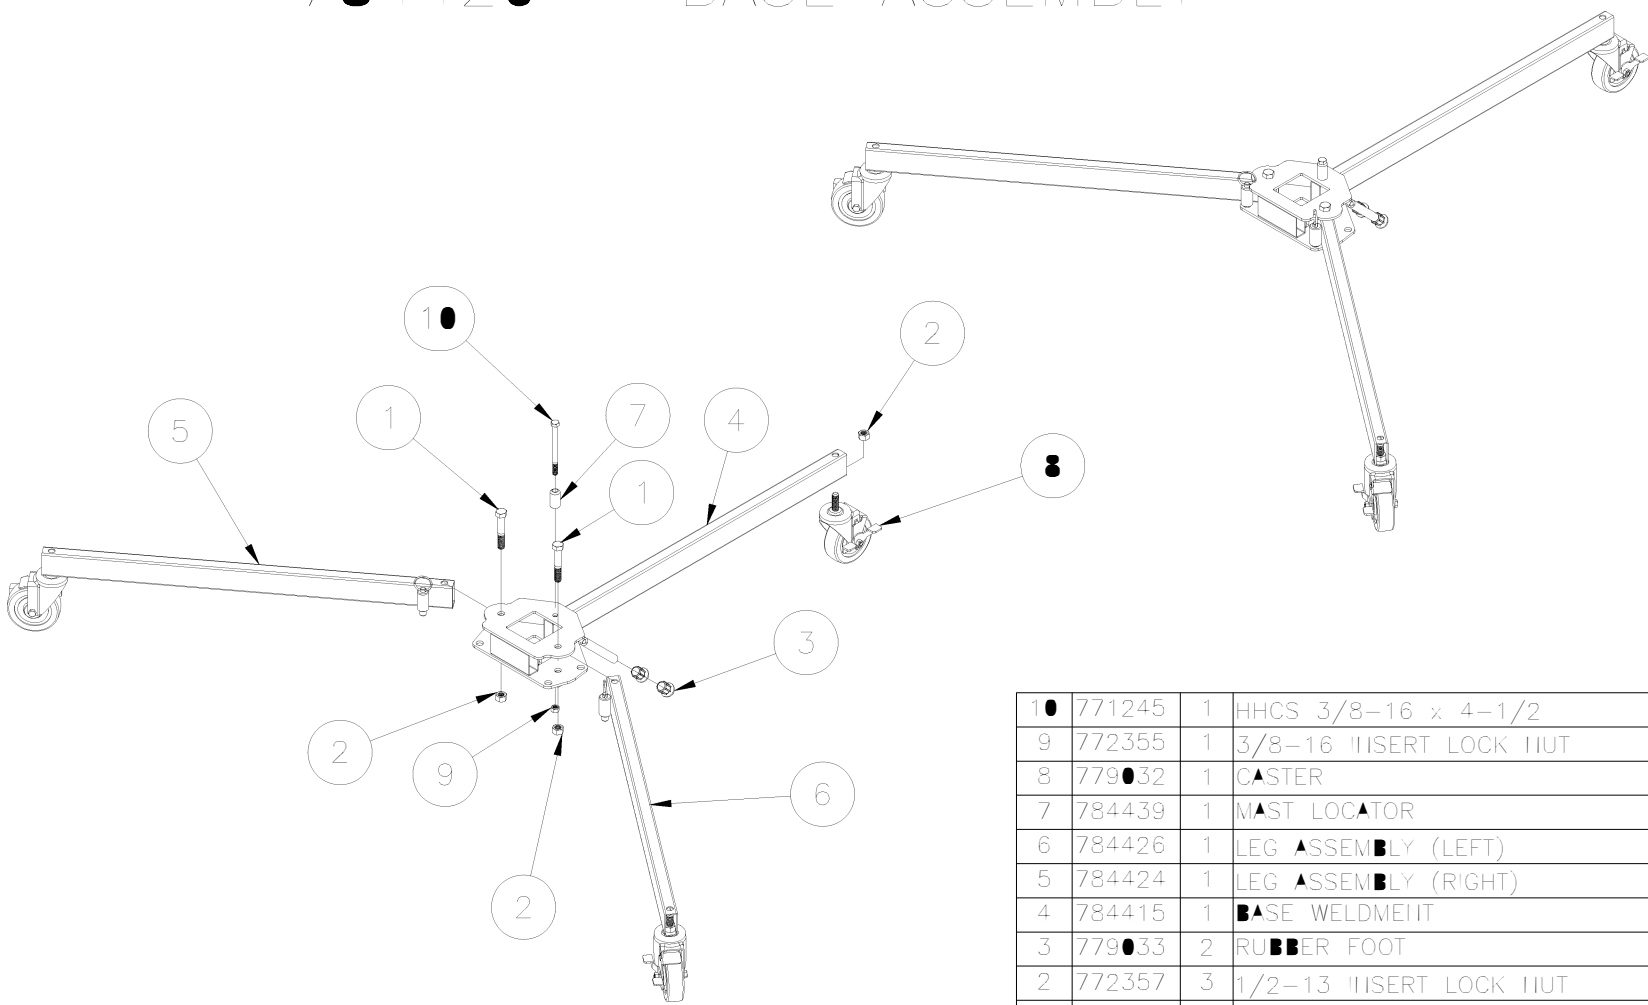 BASE ASSEMBLY
10
2
1
7
4
5
8
1
3
2
9
6
2
10 771245 1 HHCS 3/8-16 x 4-1/2
9 772355 1 3/8-16 INSERT LOCK NUT
8 779032 1 CASTER
7 784439 1 MAST LOCATOR
6 784426 1 LEG ASSEMBLY (LEFT)
5 784424 1 LEG ASSEMBLY (RIGHT)
4 784415 1 BASE WELDMENT
3 779033 2 RUBBER FOOT
2 772357 3 1/2-13 INSERT LOCK NUT